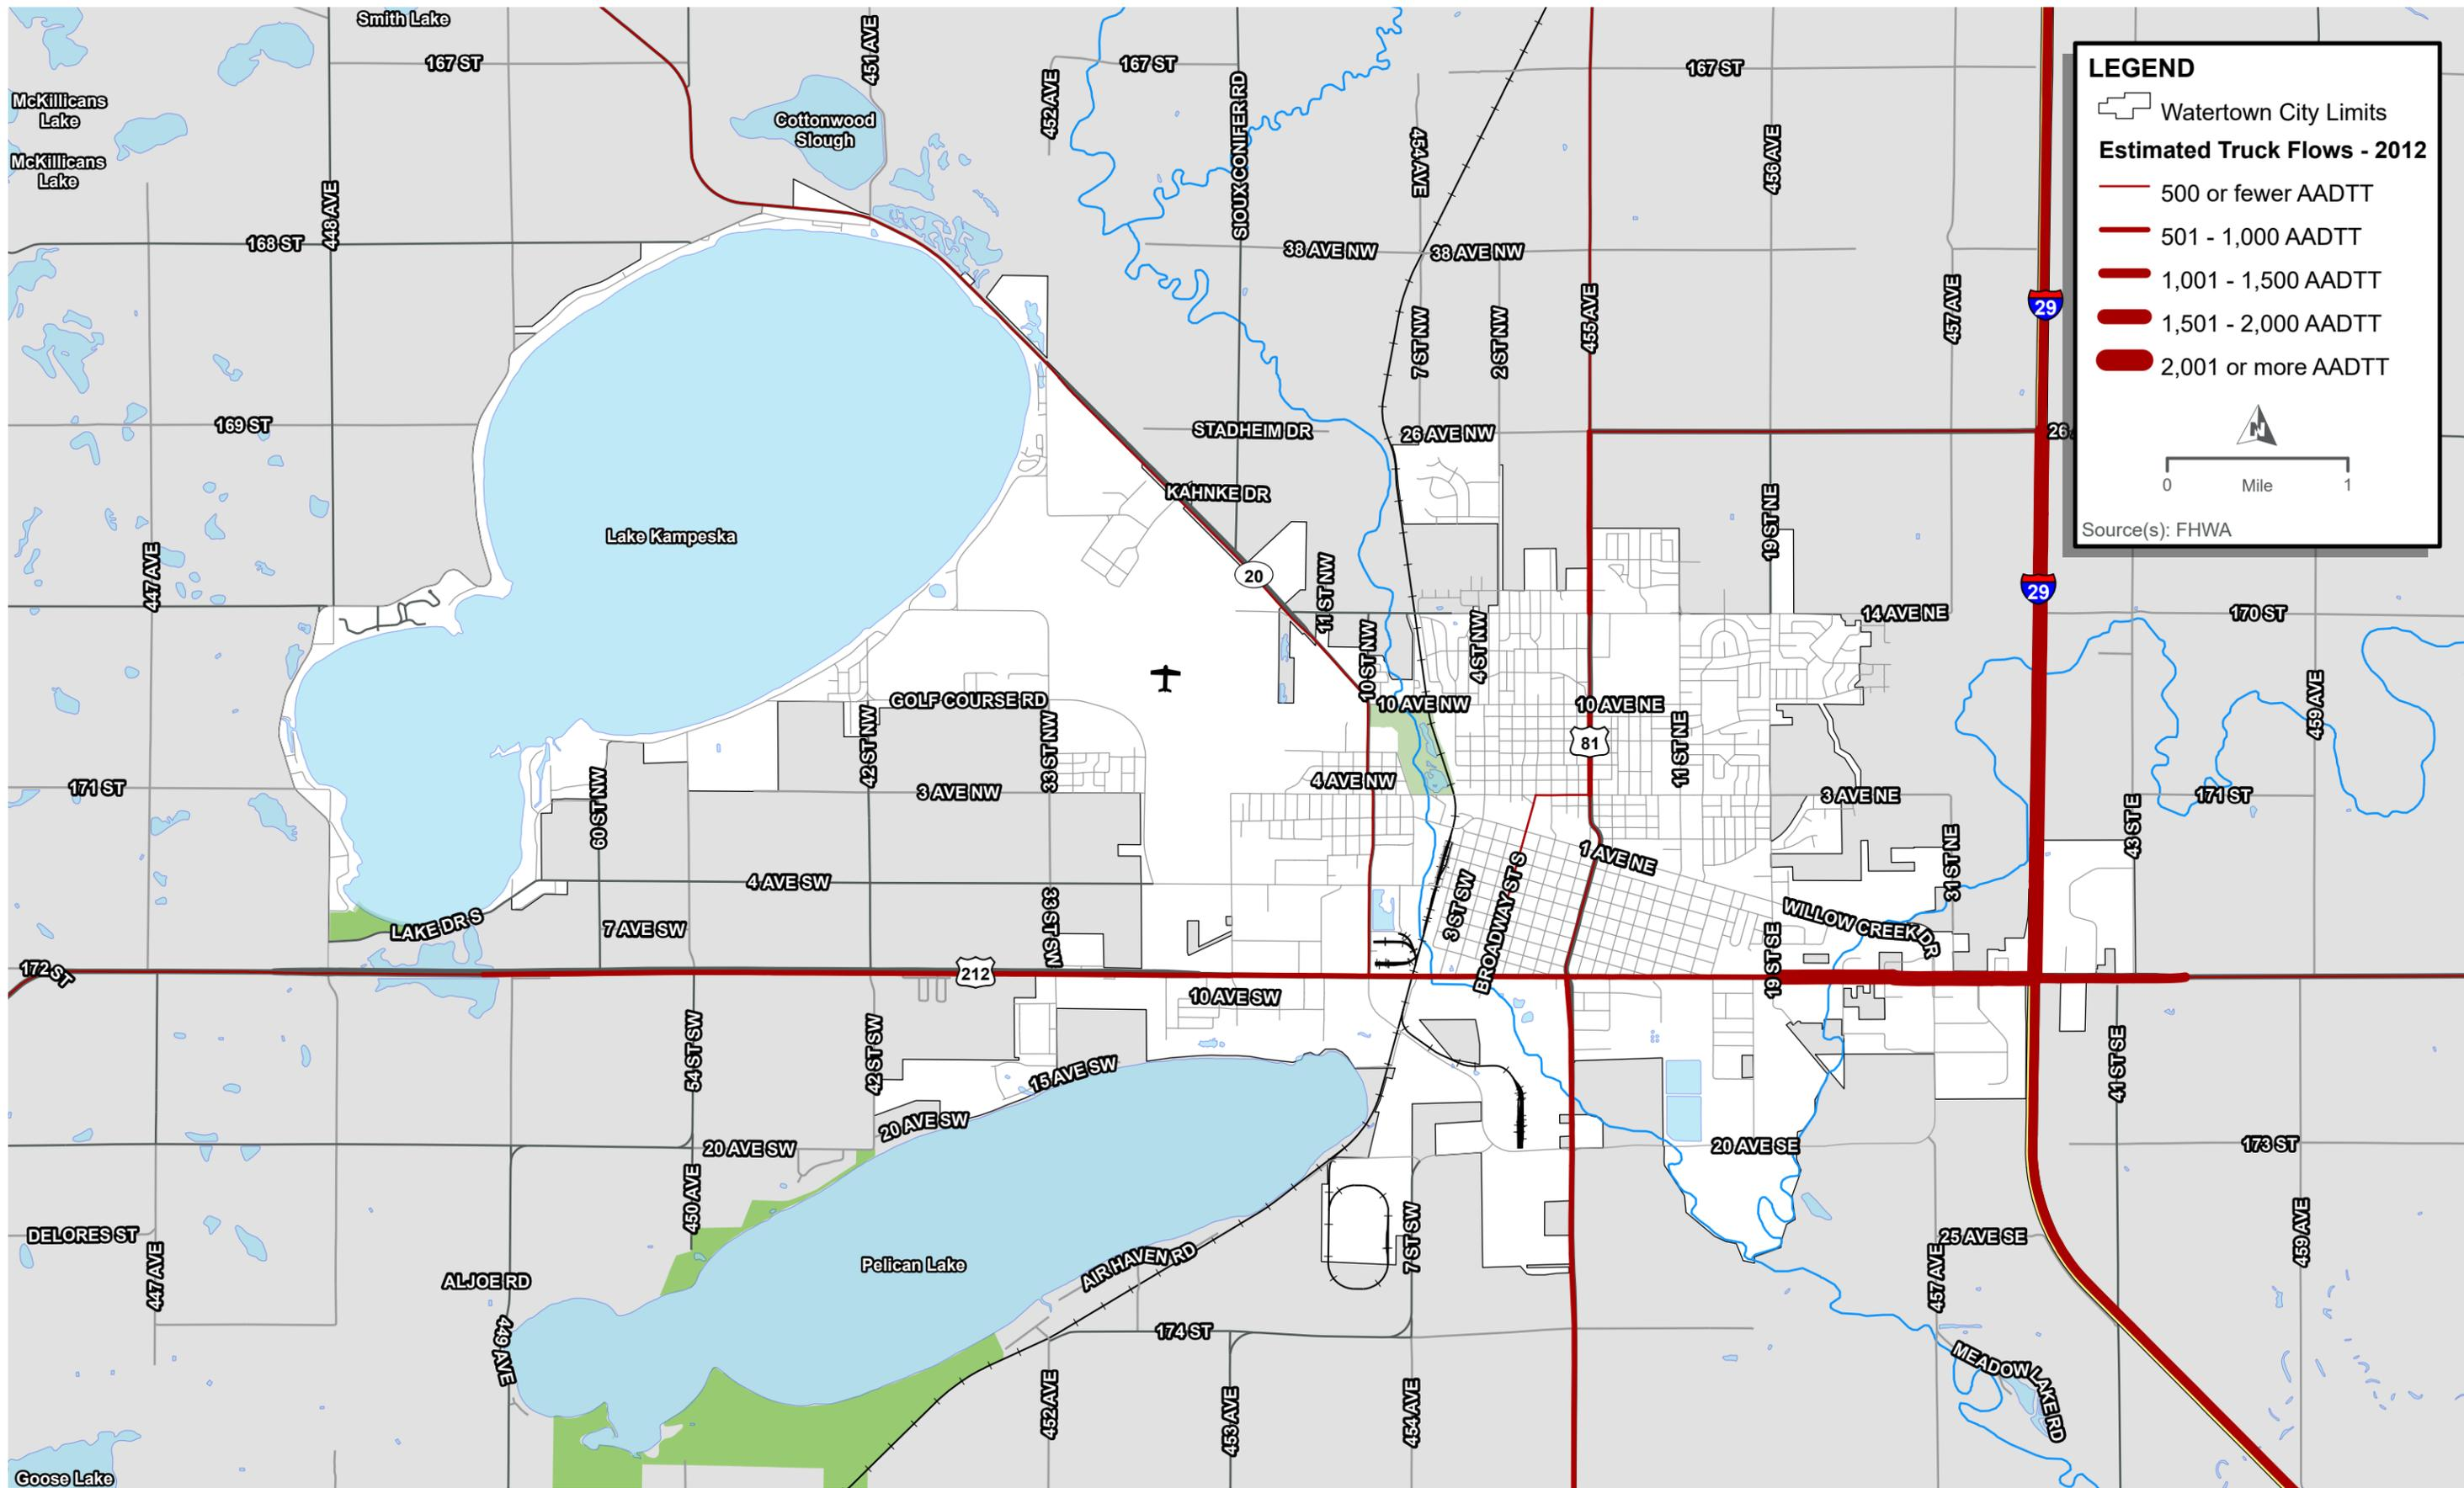 Smith Lake
167 ST
451 AVE
452 AVE
167 ST
SIOUX CONIFER RD
454 AVE
167 ST
456 AVE
McKillicans
Lake
McKillicans
Lake
Cottonwood
Slough
448 AVE
168 ST
38 AVE NW
38 AVE NW
455 AVE
457 AVE
29
7 ST NW
2 ST NW
LEGEND
Watertown City Limits
Estimated Truck Flows - 2012
500 or fewer AADTT
501 - 1,000 AADTT
1,001 - 1,500 AADTT
1,501 - 2,000 AADTT
2,001 or more AADTT
N
0 Mile 1
Source(s): FHWA
169 ST
STADHEIM DR
26 AVE NW
26
KAHNKE DR
19 ST NE
Lake Kampeska
447 AVE
20
11 ST NW
29
14 AVE NE
170 ST
10 ST NW
4 ST NW
GOLF COURSE RD
10 AVE NW
10 AVE NE
459 AVE
42 ST NW
33 ST NW
81
11 ST NE
171 ST
60 ST NW
3 AVE NW
4 AVE NW
3 AVE NE
171 ST
43 ST E
1 AVE NE
31 ST NE
4 AVE SW
LAKE DR S
7 AVE SW
33 ST SW
3 ST SW
BROADWAY ST S
WILLOW CREEK DR
19 ST SE
172 ST
212
10 AVE SW
54 ST SW
42 ST SW
15 AVE SW
41 ST SE
20 AVE SW
20 AVE SW
20 AVE SE
173 ST
450 AVE
DELORES ST
447 AVE
7 ST SW
25 AVE SE
459 AVE
ALJOE RD
Pelican Lake
AIR HAVEN RD
457 AVE
449 AVE
174 ST
MEADOW LAKE RD
452 AVE
453 AVE
454 AVE
Goose Lake